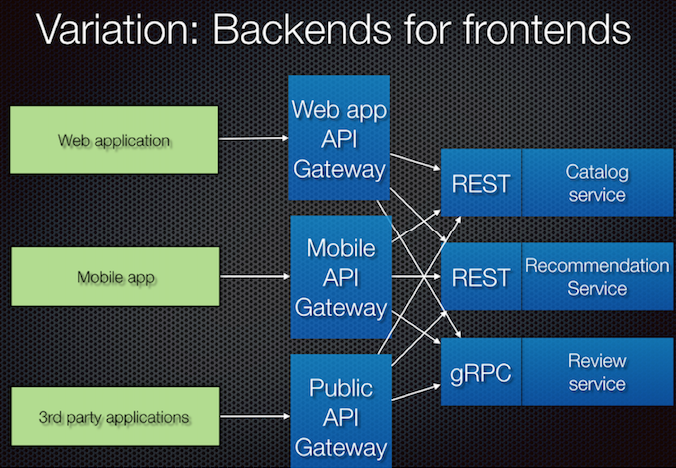 Variation: Backends for frontends
Web application
Web app
API
Gateway
REST
Catalog
service
Mobile app
Mobile
API
Gateway
REST
Recommendation
Service
3rd party applications
Public
API
Gateway
gRPC
Review
service